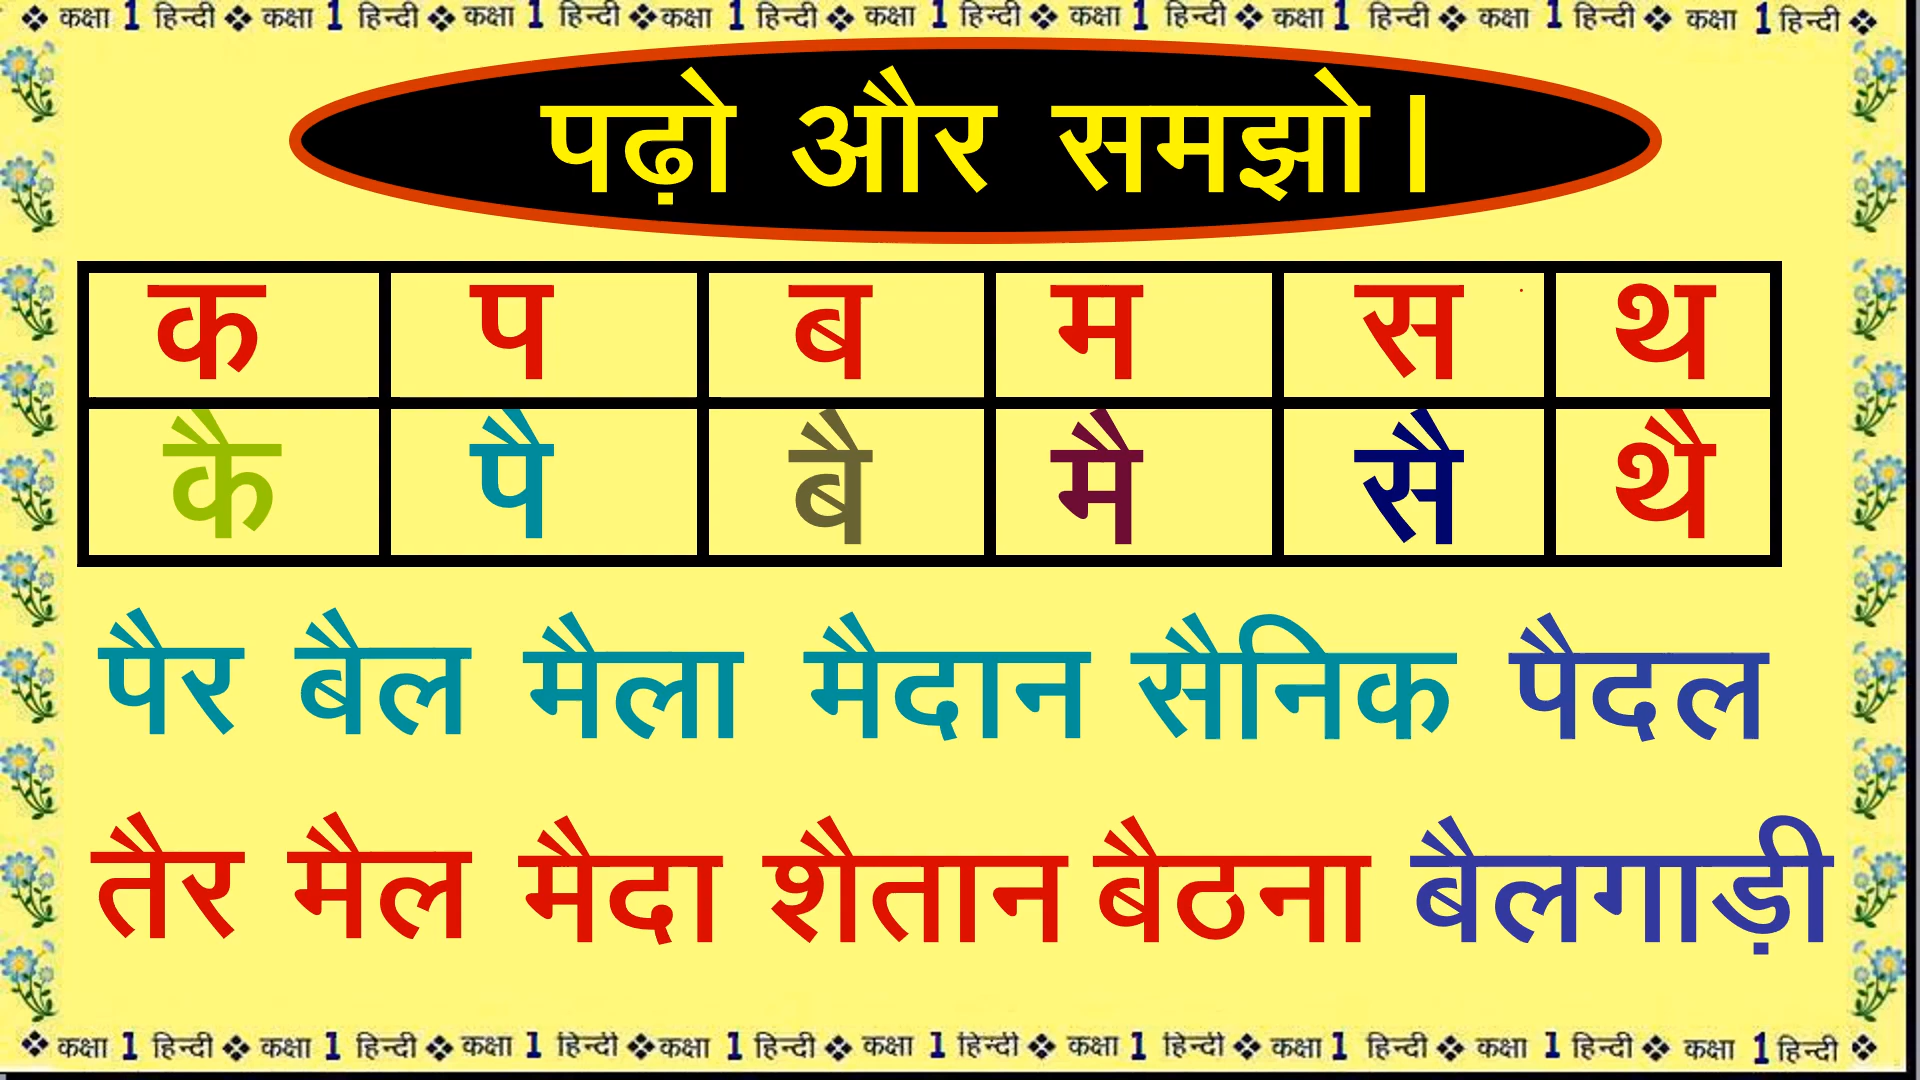 ❖ कक्षा 1 हिन्दी ❖ कक्षा 1 हिन्दी ❖ कक्षा 1 हिन्दी ❖ कक्षा 1 हिन्दी ❖ कक्षा 1 हिन्दी ❖ कक्षा 1 हिन्दी ❖ कक्षा 1 हिन्दी ❖ कक्षा 1 हिन्दी ❖ कक्षा 1 हिन्दी ❖
पढ़ो और समझो।
क प ब म स थ
कै पै बै मै सै थै
पैर बैल मैला मैदान सैनिक पैदल
तैर मैल मैदा शैतान बैठना बैलगाड़ी
❖ कक्षा 1 हिन्दी ❖ कक्षा 1 हिन्दी ❖ कक्षा 1 हिन्दी ❖ कक्षा 1 हिन्दी ❖ कक्षा 1 हिन्दी ❖ कक्षा 1 हिन्दी ❖ कक्षा 1 हिन्दी ❖ कक्षा 1 हिन्दी ❖ कक्षा 1 हिन्दी ❖